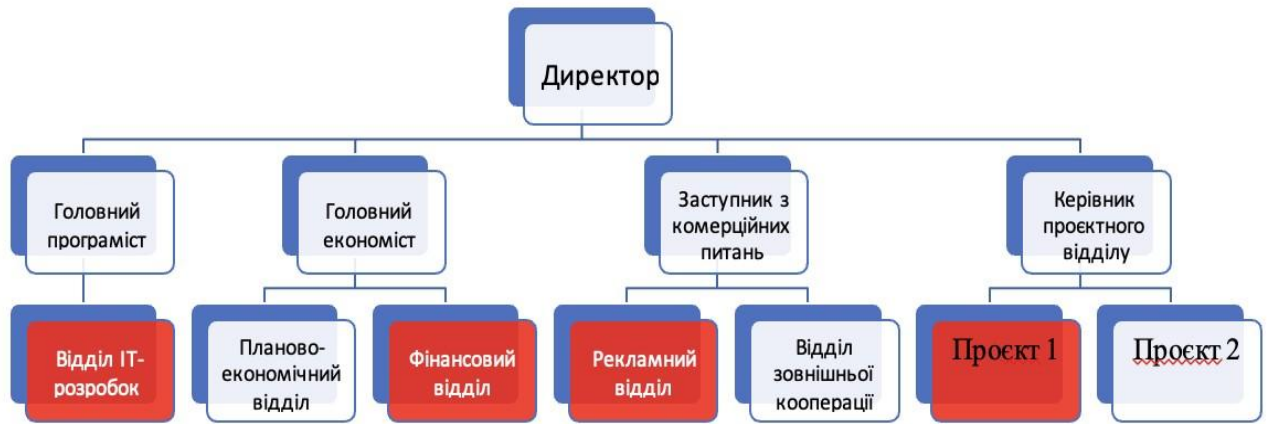 Директор
Головний
програміст
Головний
економіст
Заступник з
комерційних
питань
Керівник
проєктного
відділу
Відділ ІТ-
розробок
Планово-
економічний
відділ
Фінансовий
відділ
Рекламний
відділ
Відділ
зовнішньої
кооперації
Проєкт 1
Проєкт 2